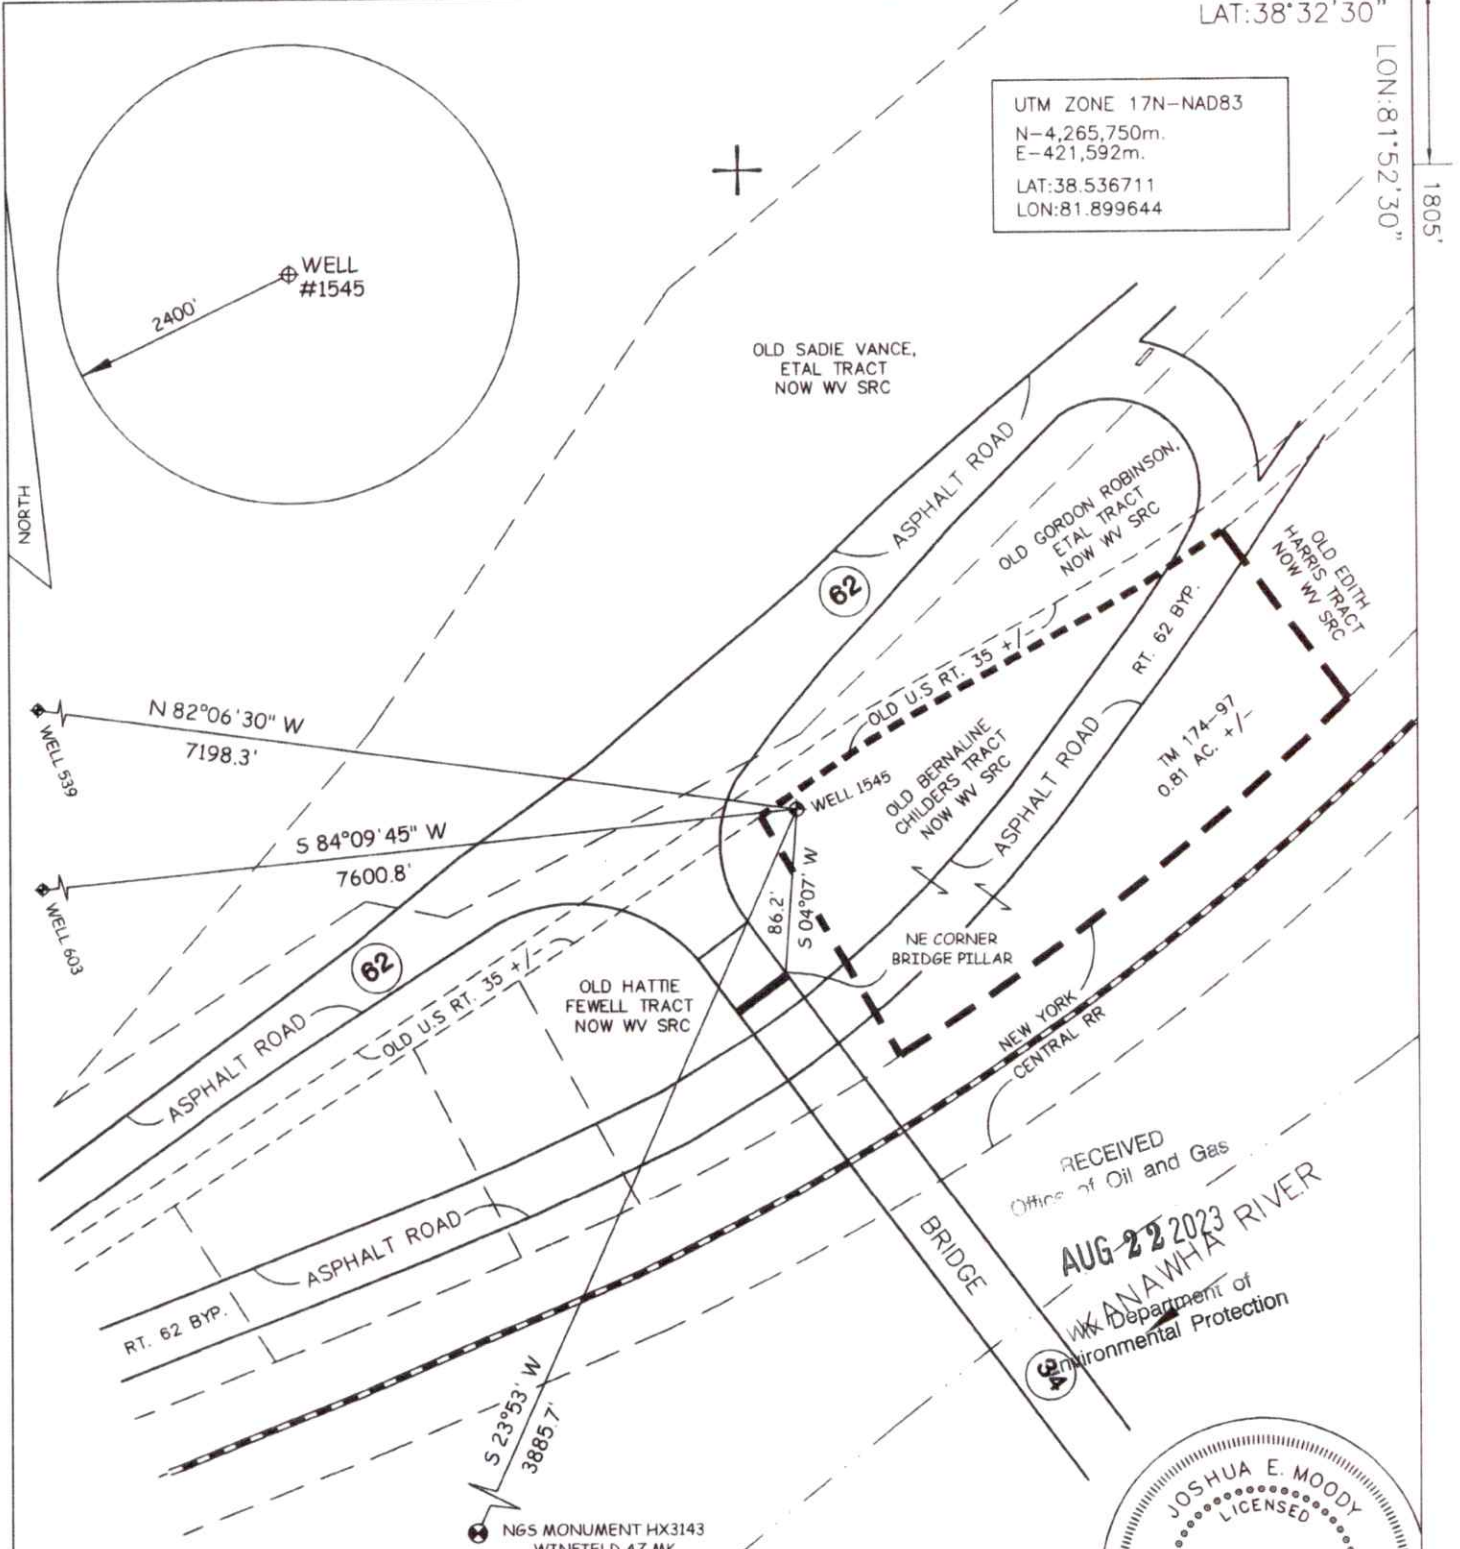 LAT:38°32'30"
LON:81°52'30"
1805'
UTM ZONE 17N-NAD83
N-4,265,750m.
E-421,592m.
LAT:38.536711
LON:81.899644
WELL
#1545
2400'
NORTH
OLD SADIE VANCE,
ETAL TRACT
NOW WV SRC
ASPHALT ROAD
62
OLD GORDON ROBINSON,
ETAL TRACT
NOW WV SRC
OLD EDITH
HARRIS TRACT
NOW WV SRC
RT. 62 BYP.
OLD U.S RT. 35 +/-
TM 174-97
0.81 AC. +/-
N 82°06'30" W
7198.3'
WELL 539
WELL 1545
OLD BERNALINE
CHILDERS TRACT
NOW WV SRC
ASPHALT ROAD
S 84°09'45" W
7600.8'
WELL 603
86.2'
S 04°07' W
NE CORNER
BRIDGE PILLAR
62
OLD U.S RT. 35 +/-
OLD HATTIE
FEWELL TRACT
NOW WV SRC
NEW YORK
CENTRAL RR
ASPHALT ROAD
ASPHALT ROAD
RT. 62 BYP.
BRIDGE
RECEIVED
Office of Oil and Gas
AUG 22 2023
KANAWHA RIVER
WV Department of
Environmental Protection
34
S 23°53' W
3885.7'
NGS MONUMENT HX3143
WINFIELD AZ MK
JOSHUA E. MOODY
LICENSED